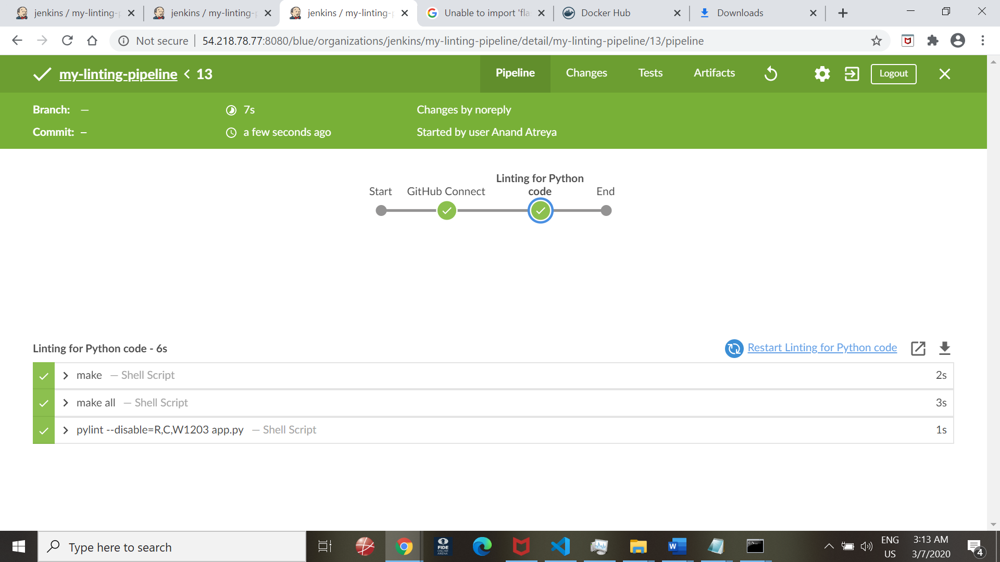 jenkins / my-linting-p
jenkins / my-linting-p
jenkins / my-linting-p
Unable to import 'fla
Docker Hub
Downloads
Not secure
54.218.78.77:8080/blue/organizations/jenkins/my-linting-pipeline/detail/my-linting-pipeline/13/pipeline
my-linting-pipeline < 13
Pipeline
Changes
Tests
Artifacts
Logout
Branch: —
7s
Changes by noreply
Commit: –
a few seconds ago
Started by user Anand Atreya
Start
GitHub Connect
Linting for Python
code
End
Linting for Python code - 6s
Restart Linting for Python code
make — Shell Script
2s
make all — Shell Script
3s
pylint --disable=R,C,W1203 app.py — Shell Script
1s
Type here to search
FIDE
ONLINE
ARENA
ENG
US
3:13 AM
3/7/2020
4